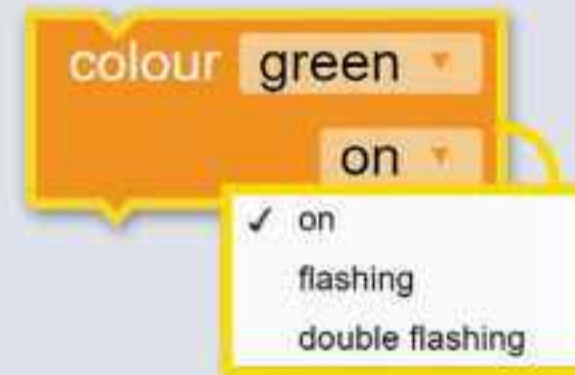 colour green
on
✓ on
flashing
double flashing